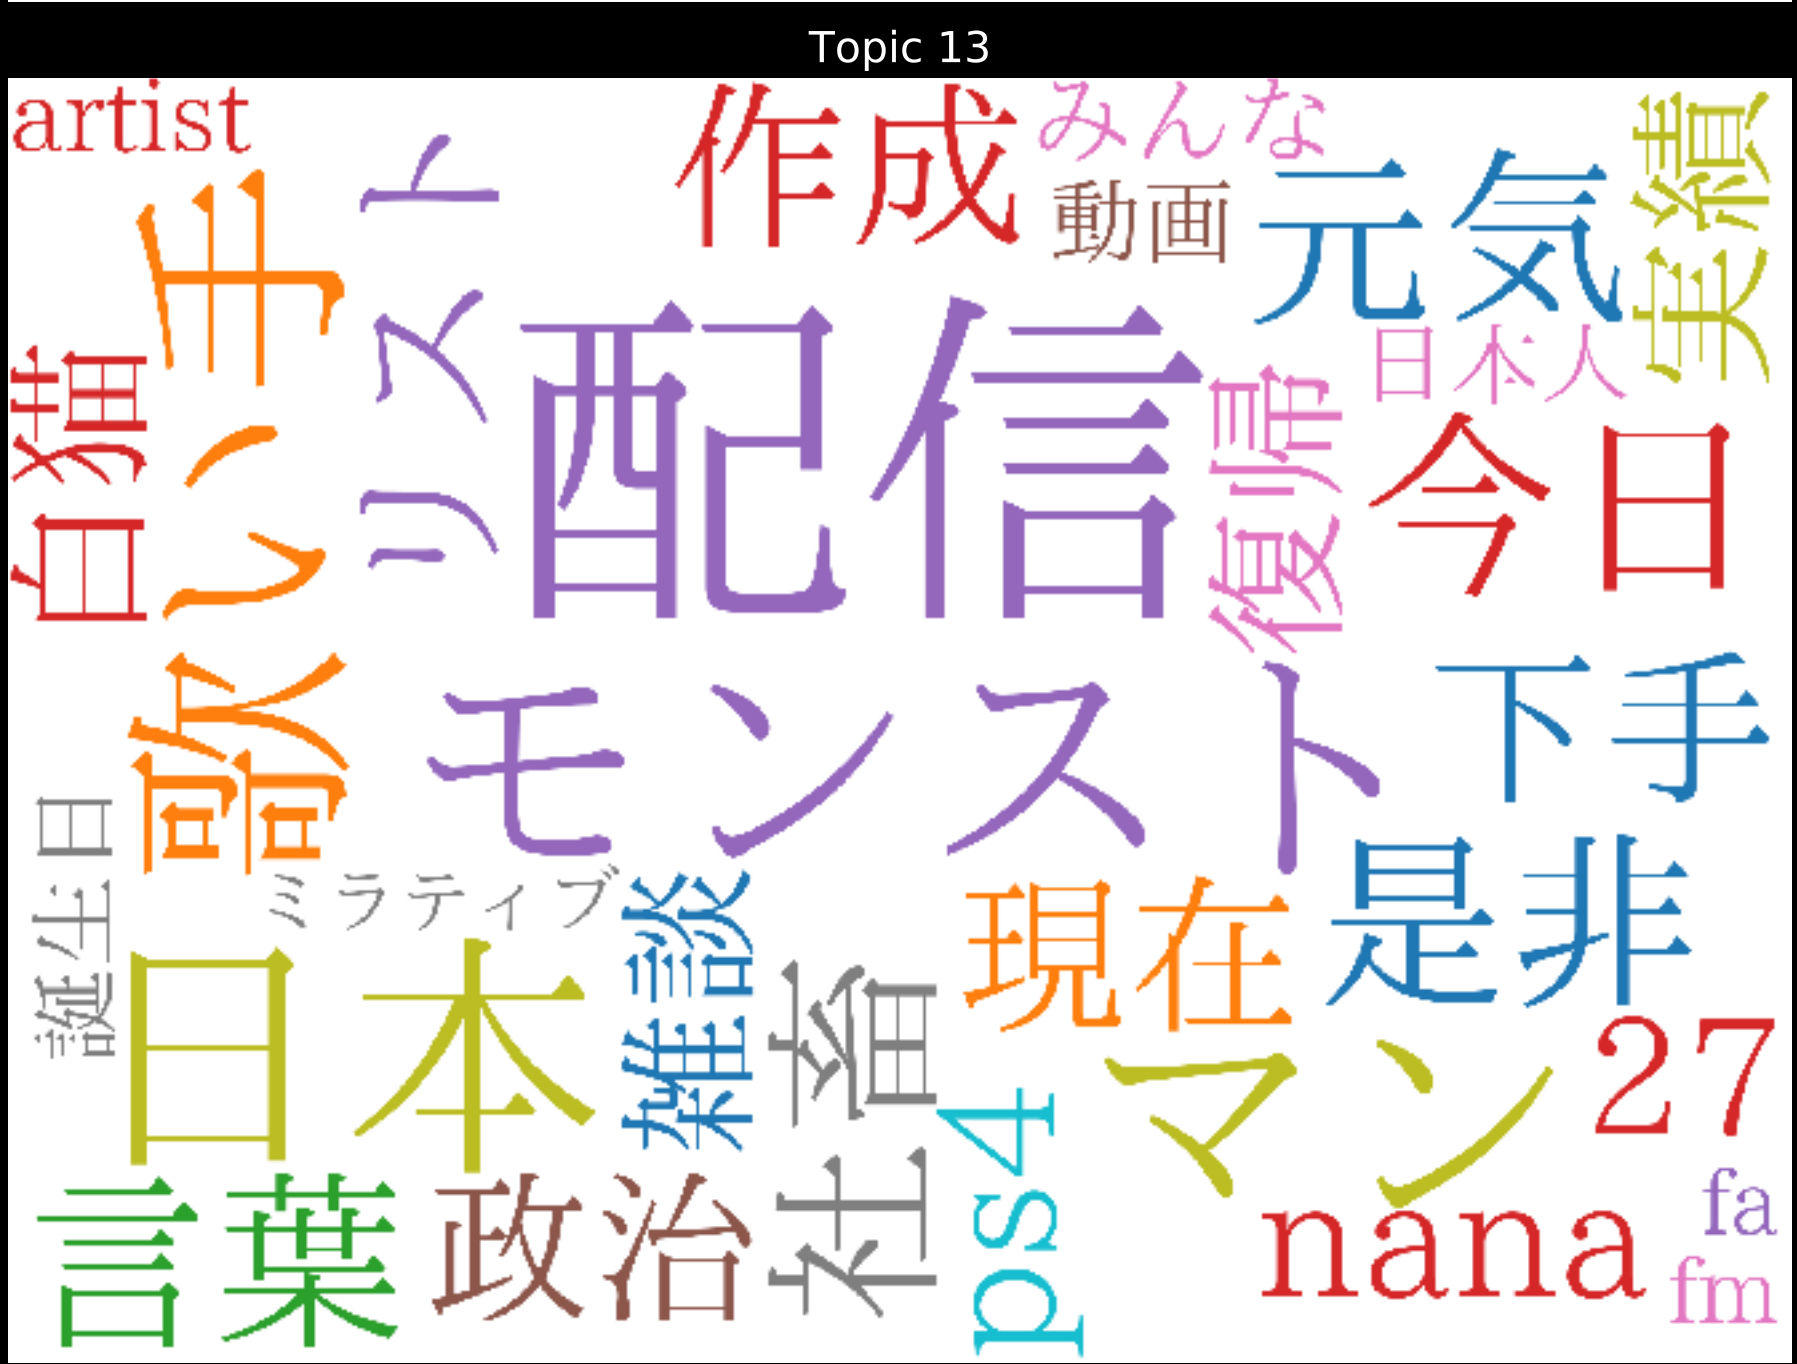 Topic 13
artist
作成
みんな
動画
元気
実績
歌い手
リスト
白猫
配信
復帰
日本人
今日
モンスト
下手
誕生日
ミラティブ
雑談
社畜
現在
是非
日本
マン
27
言葉
政治
ps4
nana
fa
fm